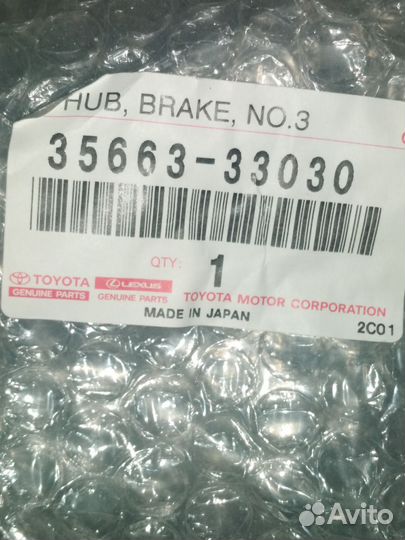 HUB, BRAKE, NO.3
35663-33030
QTY: 1
TOYOTA LEXUS
GENUINE PARTS GENUINE PARTS TOYOTA MOTOR CORPORATION
MADE IN JAPAN 2C01
Avito